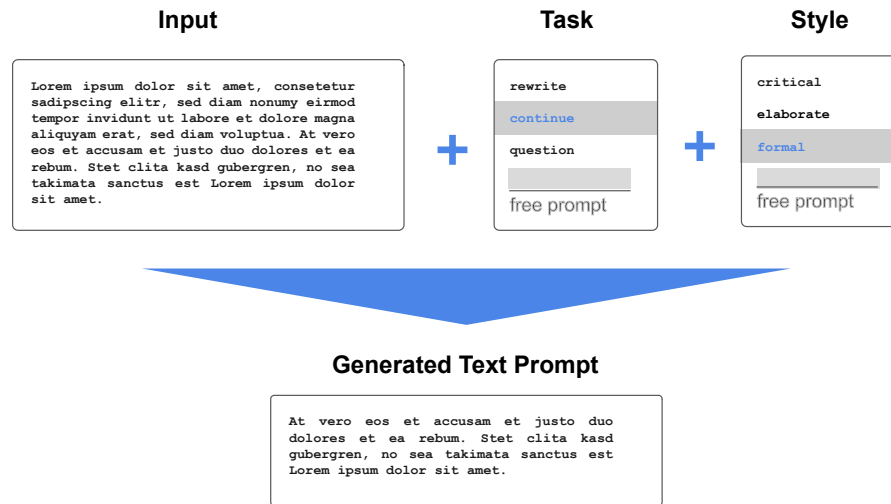 Input
Task
Style
Lorem ipsum dolor sit amet, consetetur
sadipscing elitr, sed diam nonumy eirmod
tempor invidunt ut labore et dolore magna
aliquyam erat, sed diam voluptua. At vero
eos et accusam et justo duo dolores et ea
rebum. Stet clita kasd gubergren, no sea
takimata sanctus est Lorem ipsum dolor
sit amet.
+
rewrite
continue
question
free prompt
+
critical
elaborate
formal
free prompt
Generated Text Prompt
At vero eos et accusam et justo duo
dolores et ea rebum. Stet clita kasd
gubergren, no sea takimata sanctus est
Lorem ipsum dolor sit amet.